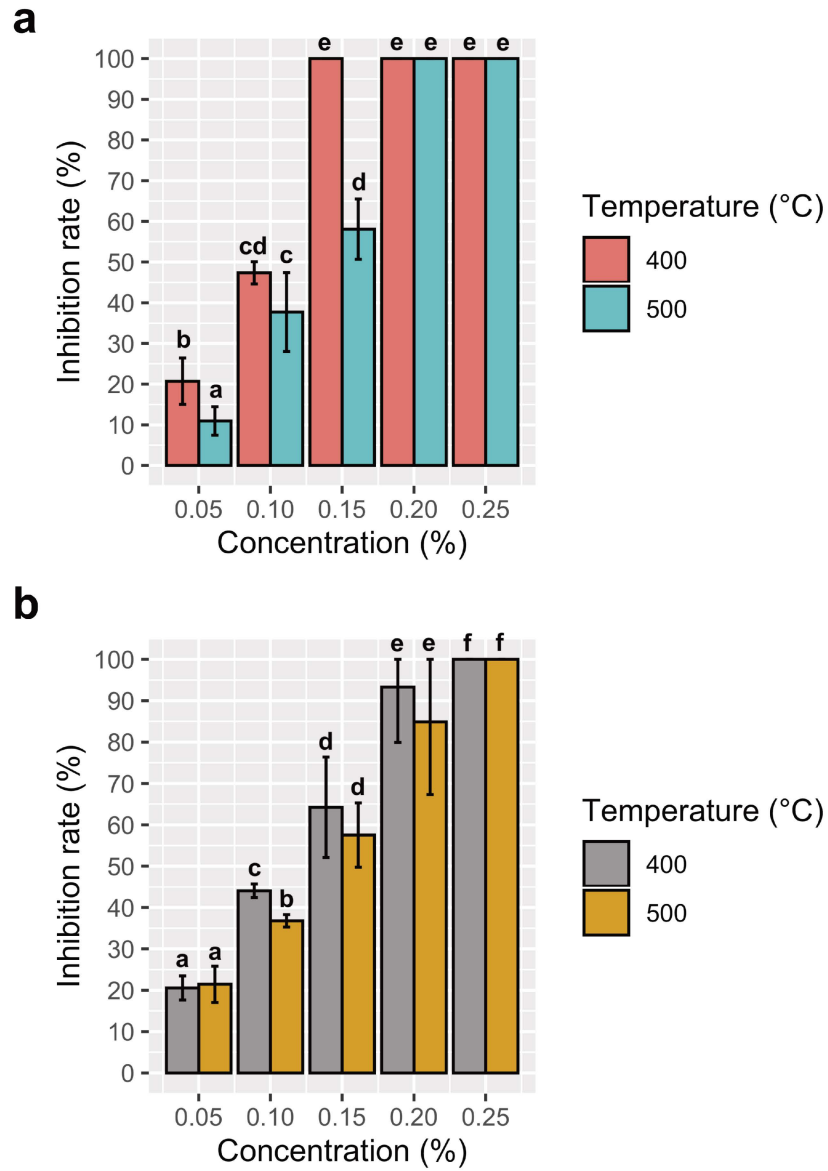 a
e e e e e
100
90
80
70
60
50
40
30
20
10
0
d
cd
c
b
a
Inhibition rate (%)
0.05 0.10 0.15 0.20 0.25
Concentration (%)
Temperature (°C)
400
500
b
e e f f
100
90
80
70
60
50
40
30
20
10
0
d
d
c
b
a a
Inhibition rate (%)
0.05 0.10 0.15 0.20 0.25
Concentration (%)
Temperature (°C)
400
500